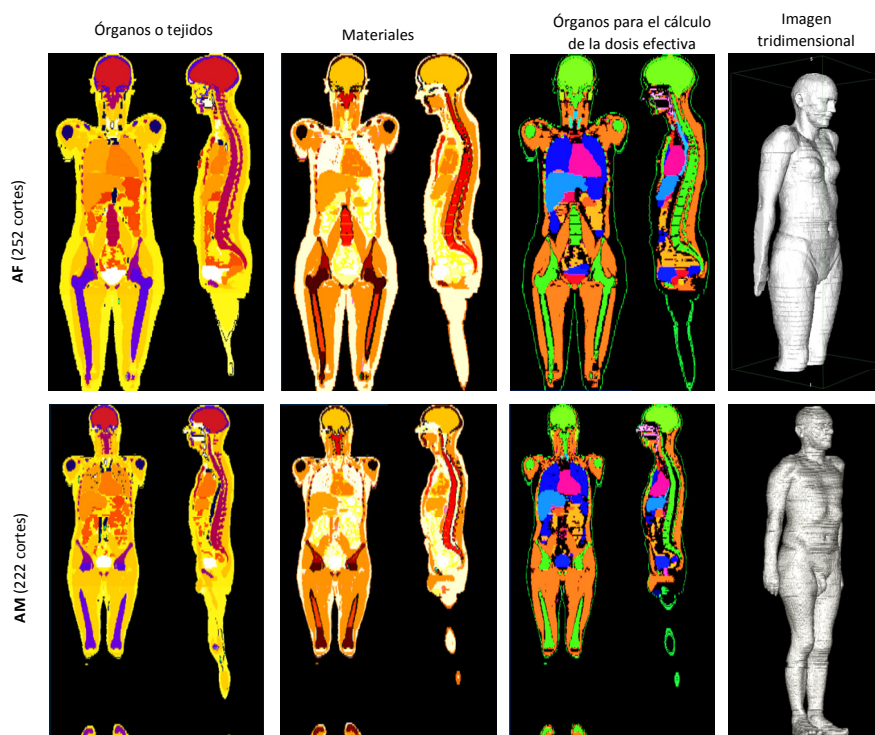 Órganos o tejidos
Materiales
Órganos para el cálculo
de la dosis efectiva
Imagen
tridimensional
AF (252 cortes)
AM (222 cortes)